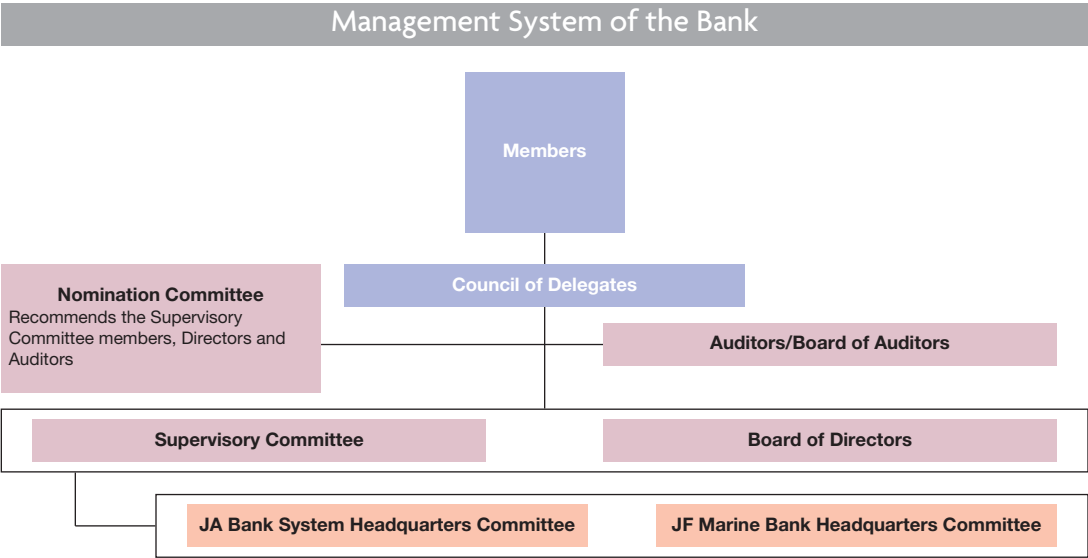 Management System of the Bank
Members
Council of Delegates
Nomination Committee
Recommends the Supervisory
Committee members, Directors and
Auditors
Auditors/Board of Auditors
Supervisory Committee
Board of Directors
JA Bank System Headquarters Committee
JF Marine Bank Headquarters Committee